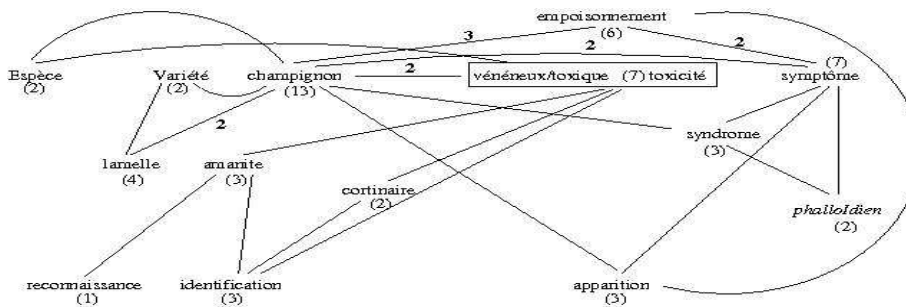 empoisonnement
(6)
3
2
2
Espèce
(2)
Variété
(2)
champignon
(13)
2
vénéneux/toxique (7) toxicité
(7)
symptôme
2
syndrome
(3)
lamelle
(4)
amanite
(3)
cortinaire
(2)
phalloïdien
(2)
reconnaissance
(1)
identification
(3)
apparition
(3)